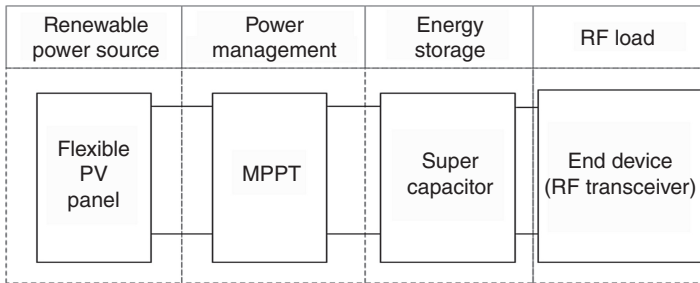 Renewable
power source
Power
management
Energy
storage
RF load
Flexible
PV
panel
MPPT
Super
capacitor
End device
(RF transceiver)